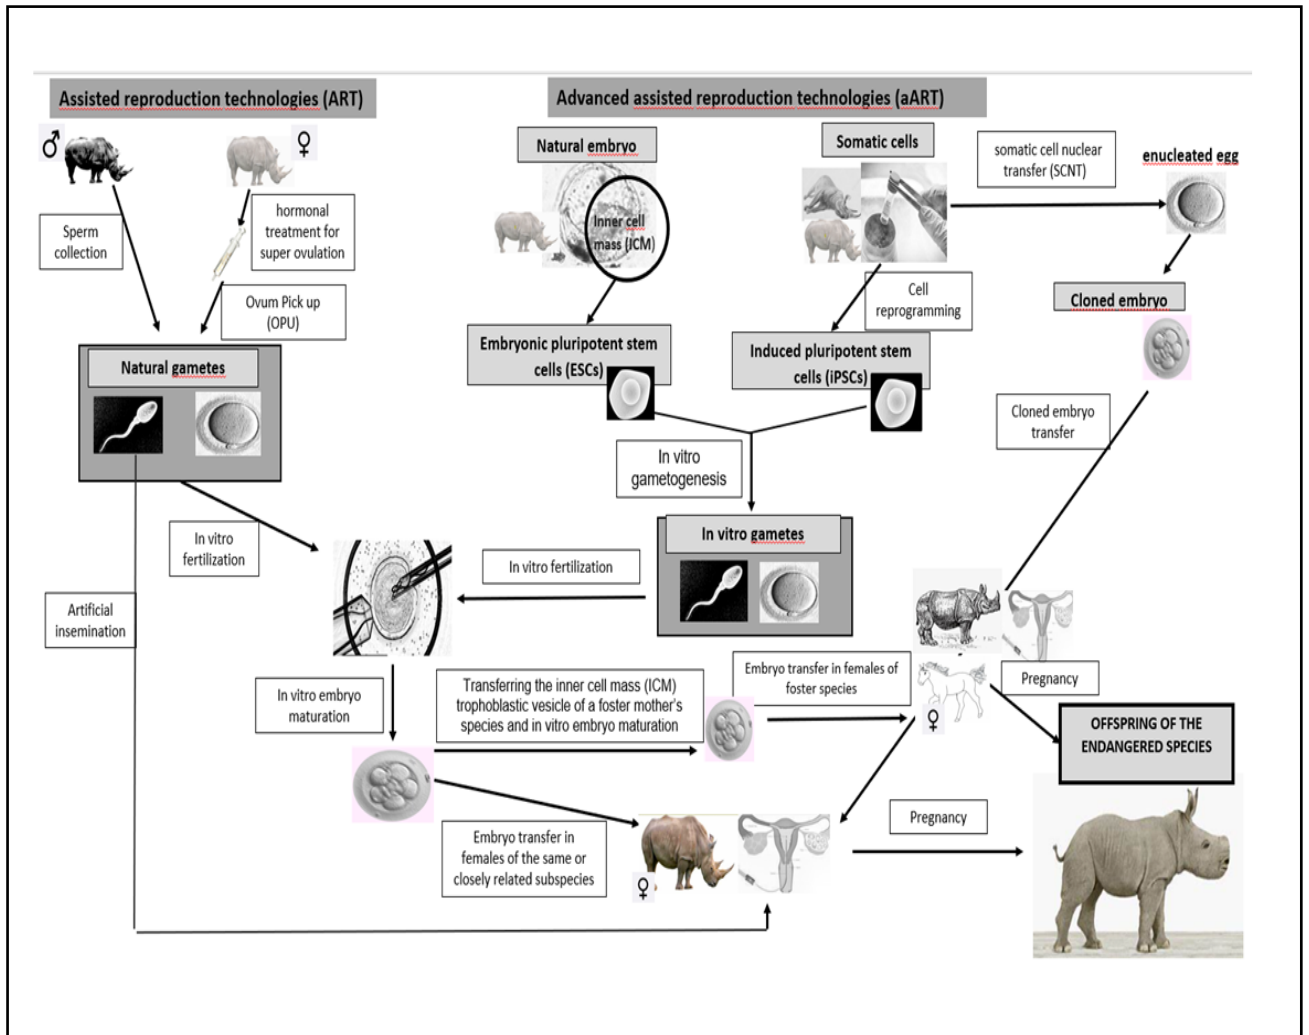 Assisted reproduction technologies (ART)
Advanced assisted reproduction technologies (aART)
♂
♀
Sperm
collection
hormonal
treatment for
super ovulation
Ovum Pick up
(OPU)
Natural gametes
Natural embryo
Inner cell
mass (ICM)
Somatic cells
somatic cell nuclear
transfer (SCNT)
enucleated egg
Cell
reprogramming
Cloned embryo
Embryonic pluripotent stem
cells (ESCs)
Induced pluripotent stem
cells (iPSCs)
Cloned embryo
transfer
In vitro
gametogenesis
In vitro gametes
In vitro
fertilization
In vitro fertilization
Artificial
insemination
In vitro embryo
maturation
Transferring the inner cell mass (ICM)
trophoblastic vesicle of a foster mother's
species and in vitro embryo maturation
Embryo transfer in females of
foster species
♀
Pregnancy
OFFSPRING OF THE
ENDANGERED SPECIES
Embryo transfer in
females of the same or
closely related subspecies
♀
Pregnancy